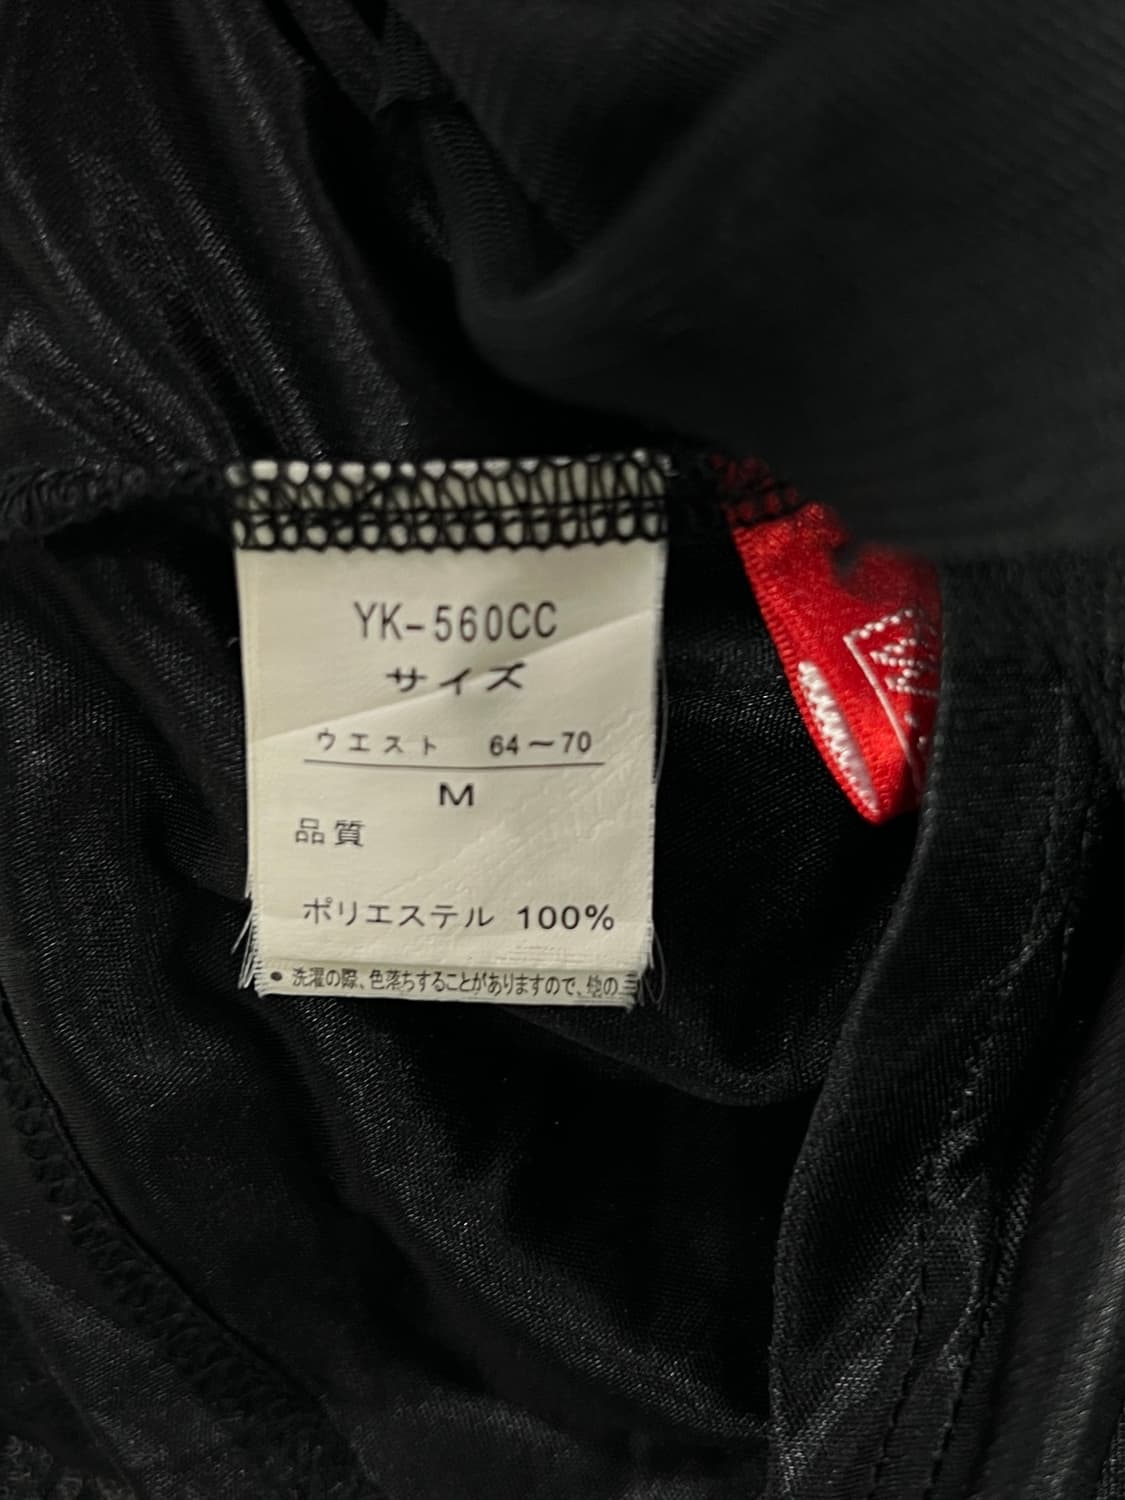 YK-560CC
サイズ
ウエスト 64~70
M
品質
ポリエステル 100%
● 洗濯の際、色落ちすることがありますので、他の